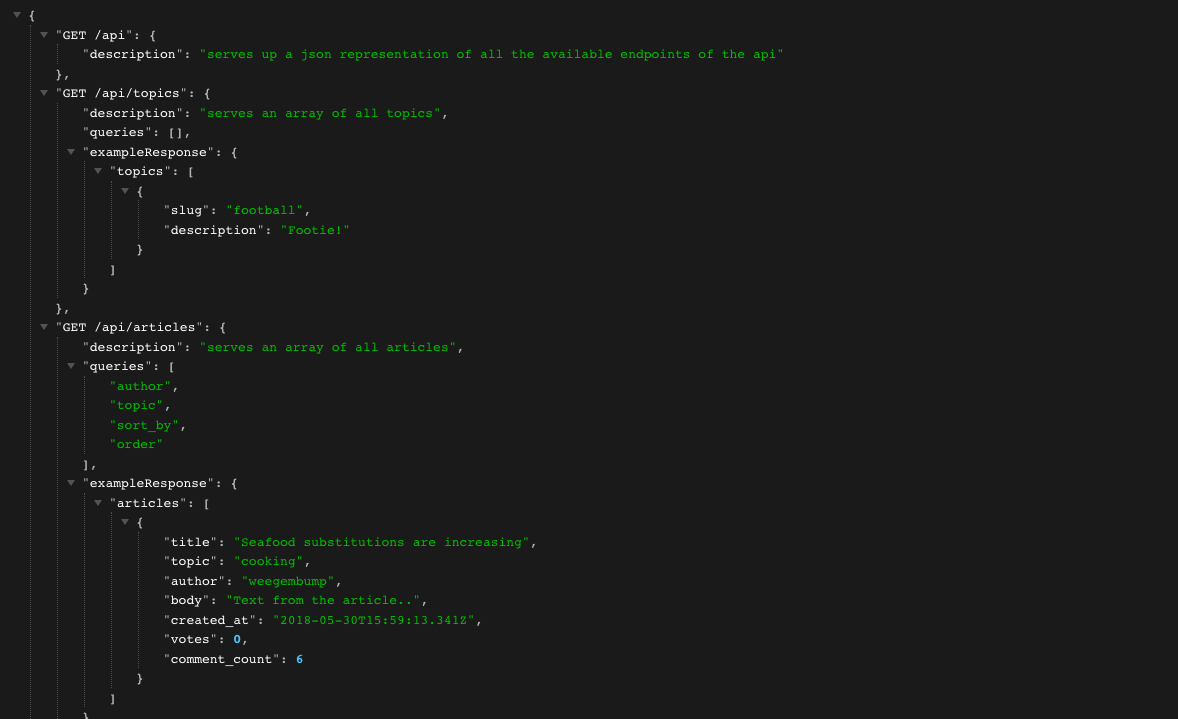 {
"GET /api": {
"description": "serves up a json representation of all the available endpoints of the api"
},
"GET /api/topics": {
"description": "serves an array of all topics",
"queries": [],
"exampleResponse": {
"topics": [
{
"slug": "football",
"description": "Footie!"
}
]
}
},
"GET /api/articles": {
"description": "serves an array of all articles",
"queries": [
"author",
"topic",
"sort_by",
"order"
],
"exampleResponse": {
"articles": [
{
"title": "Seafood substitutions are increasing",
"topic": "cooking",
"author": "weegembump",
"body": "Text from the article..",
"created_at": "2018-05-30T15:59:13.341Z",
"votes": 0,
"comment_count": 6
}
]
}